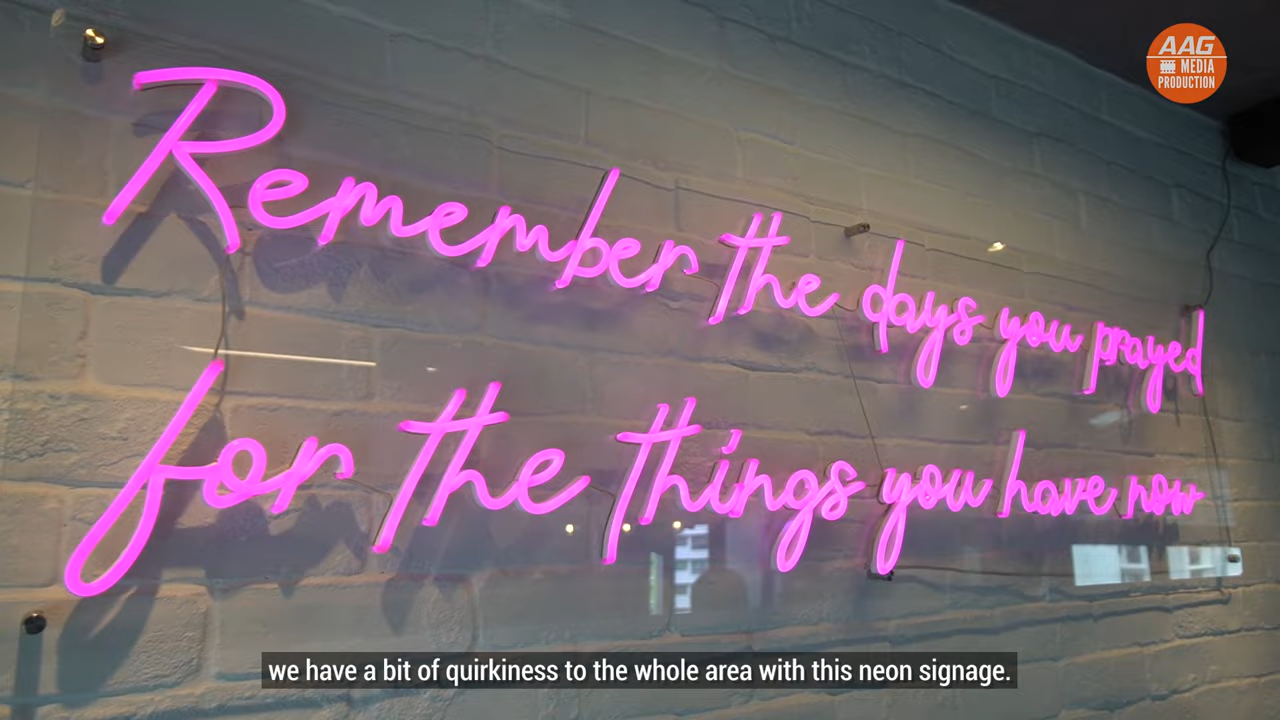 AAG
MEDIA
PRODUCTION
Remember the days you prayed
for the things you have now
we have a bit of quirkiness to the whole area with this neon signage.